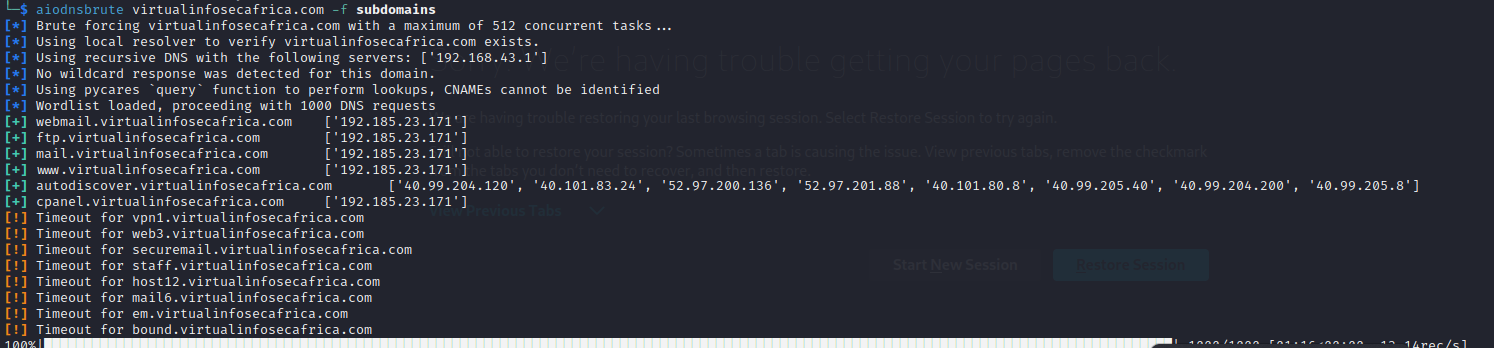 └─$ aiodnsbrute virtualinfosecafrica.com -f subdomains
[*] Brute forcing virtualinfosecafrica.com with a maximum of 512 concurrent tasks...
[*] Using local resolver to verify virtualinfosecafrica.com exists.
[*] Using recursive DNS with the following servers: ['192.168.43.1']
e're having trouble getting your pages back
[*] No wildcard response was detected for this domain.
[*] Using pycares `query` function to perform lookups, CNAMEs cannot be identified
[*] Wordlist loaded, proceeding with 1000 DNS requests
[+] webmail.virtualinfosecafrica.com    ['192.185.23.171']
having trouble restoring your last browsing session. Select Restore Session to try again.
[+] ftp.virtualinfosecafrica.com        ['192.185.23.171']
[+] mail.virtualinfosecafrica.com       ['192.185.23.171']
able to restore your session? Sometimes a tab is causing the issue. View previous tabs, remove the checkmark
[+] www.virtualinfosecafrica.com        ['192.185.23.171']
the tabs you don't need to recover, and then restore.
[+] autodiscover.virtualinfosecafrica.com       ['40.99.204.120', '40.101.83.24', '52.97.200.136', '52.97.201.88', '40.101.80.8', '40.99.205.40', '40.99.204.200', '40.99.205.8']
[+] cpanel.virtualinfosecafrica.com     ['192.185.23.171']
View Previous Tabs
[!] Timeout for vpn1.virtualinfosecafrica.com
[!] Timeout for web3.virtualinfosecafrica.com
[!] Timeout for securemail.virtualinfosecafrica.com
[!] Timeout for staff.virtualinfosecafrica.com
Start New Session Restore Session
[!] Timeout for host12.virtualinfosecafrica.com
[!] Timeout for mail6.virtualinfosecafrica.com
[!] Timeout for em.virtualinfosecafrica.com
[!] Timeout for bound.virtualinfosecafrica.com
100%| | 1000/1000 [01:16<00:00, 13.14rec/s]